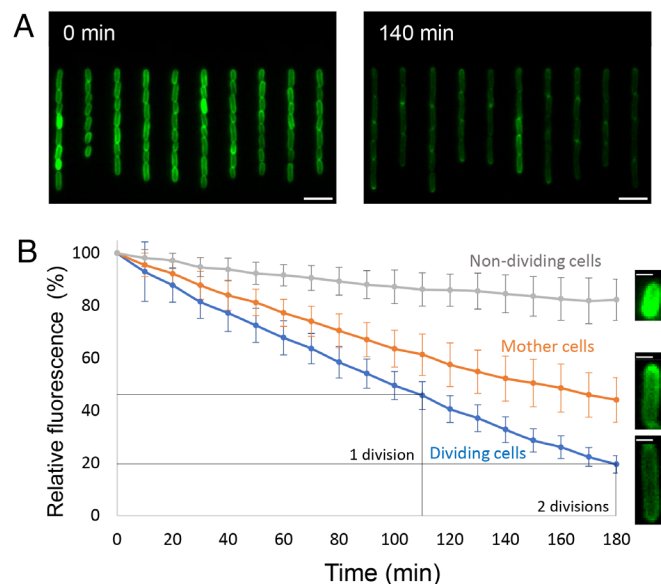 A
0 min
140 min
B
Relative fluorescence (%)
100
80
60
40
20
0
Non-dividing cells
Mother cells
1 division
Dividing cells
2 divisions
0 20 40 60 80 100 120 140 160 180
Time (min)